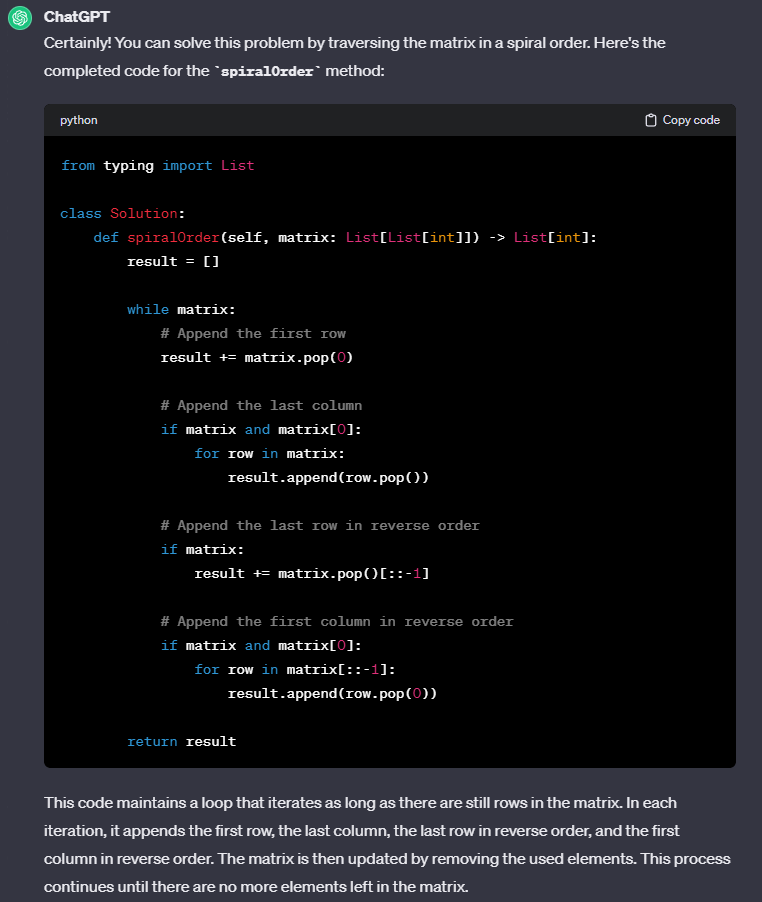 ChatGPT
Certainly! You can solve this problem by traversing the matrix in a spiral order. Here's the
completed code for the `spiralOrder` method:
python
Copy code
from typing import List
class Solution:
    def spiralOrder(self, matrix: List[List[int]]) -> List[int]:
        result = []
        while matrix:
            # Append the first row
            result += matrix.pop(0)
            # Append the last column
            if matrix and matrix[0]:
                for row in matrix:
                    result.append(row.pop())
            # Append the last row in reverse order
            if matrix:
                result += matrix.pop()[::-1]
            # Append the first column in reverse order
            if matrix and matrix[0]:
                for row in matrix[::-1]:
                    result.append(row.pop(0))
        return result
This code maintains a loop that iterates as long as there are still rows in the matrix. In each
iteration, it appends the first row, the last column, the last row in reverse order, and the first
column in reverse order. The matrix is then updated by removing the used elements. This process
continues until there are no more elements left in the matrix.